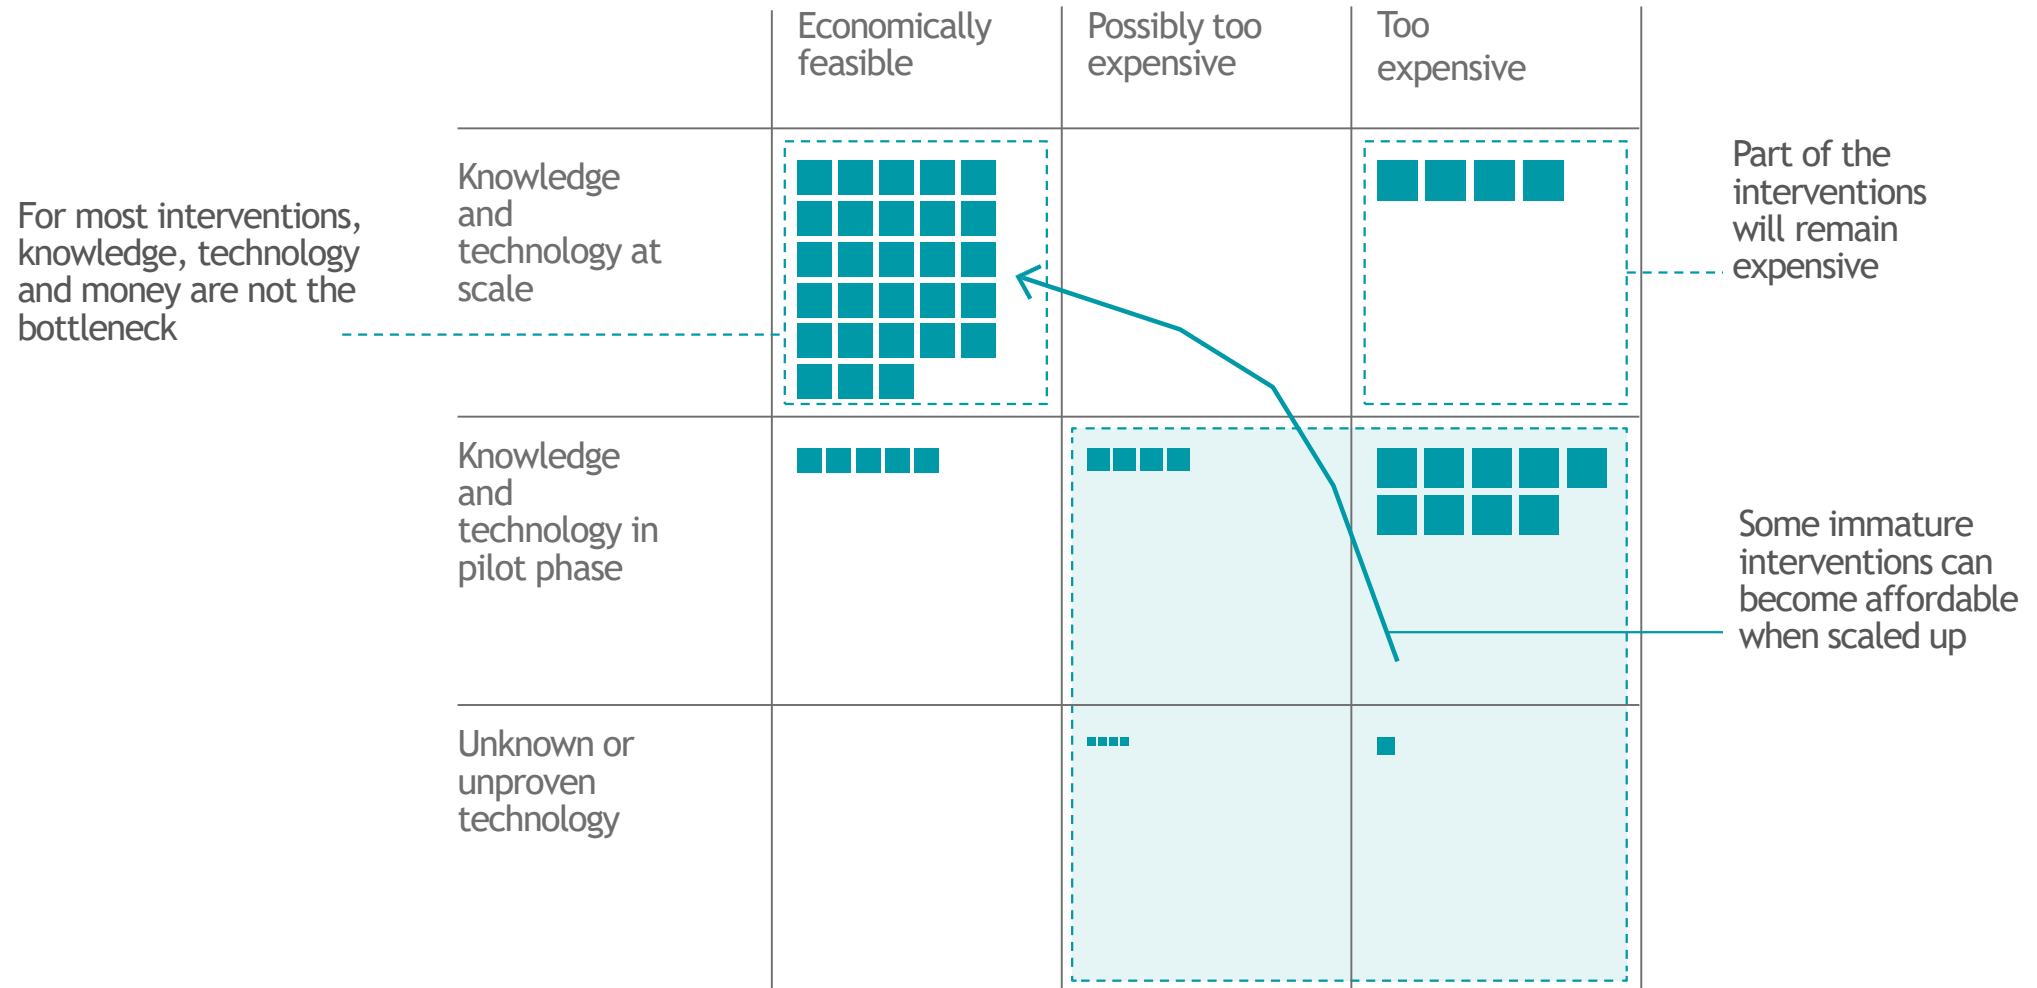 Economically
feasible
Possibly too
expensive
Too
expensive
For most interventions,
knowledge, technology
and money are not the
bottleneck
Knowledge
and
technology at
scale
Part of the
interventions
will remain
expensive
Knowledge
and
technology in
pilot phase
Some immature
interventions can
become affordable
when scaled up
Unknown or
unproven
technology